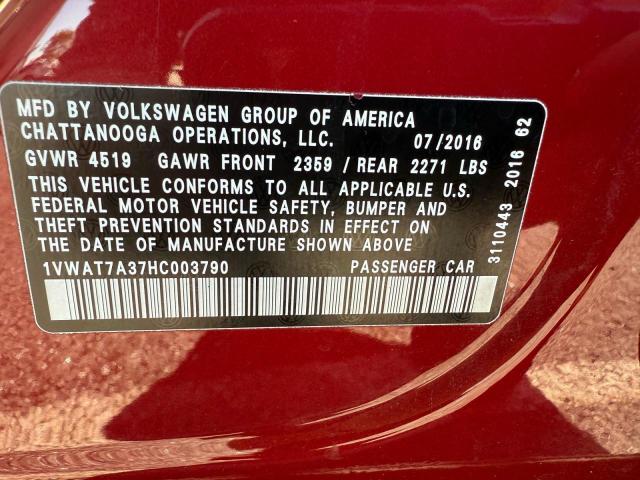 MFD BY VOLKSWAGEN GROUP OF AMERICA
CHATTANOOGA OPERATIONS, LLC. 07/2016
GVWR 4519 GAWR FRONT 2359 / REAR 2271 LBS
THIS VEHICLE CONFORMS TO ALL APPLICABLE U.S.
FEDERAL MOTOR VEHICLE SAFETY, BUMPER AND
THEFT PREVENTION STANDARDS IN EFFECT ON
THE DATE OF MANUFACTURE SHOWN ABOVE
1VWAT7A37HC003790 PASSENGER CAR
3110443 2016 62